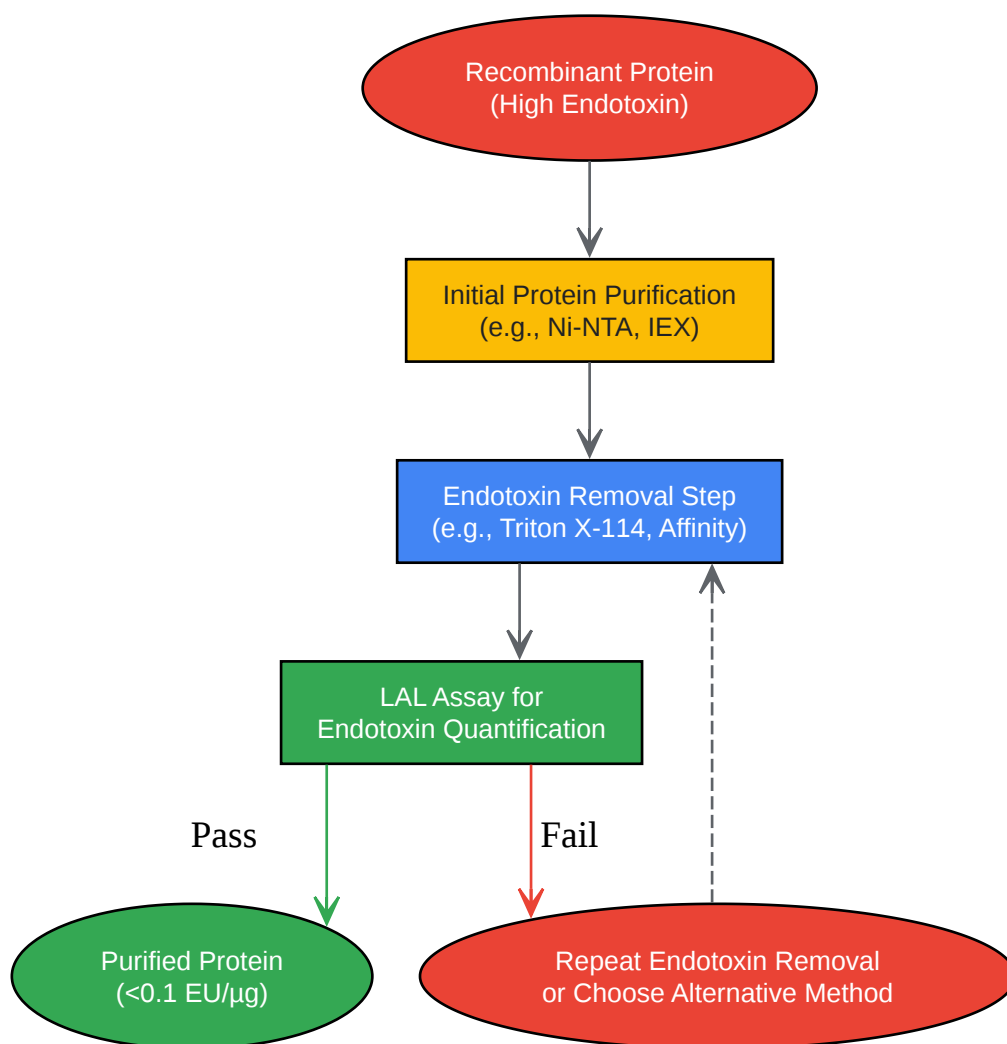 Recombinant Protein
(High Endotoxin)
Initial Protein Purification
(e.g., Ni-NTA, IEX)
Endotoxin Removal Step
(e.g., Triton X-114, Affinity)
LAL Assay for
Endotoxin Quantification
Pass
Fail
Purified Protein
(<0.1 EU/µg)
Repeat Endotoxin Removal
or Choose Alternative Method